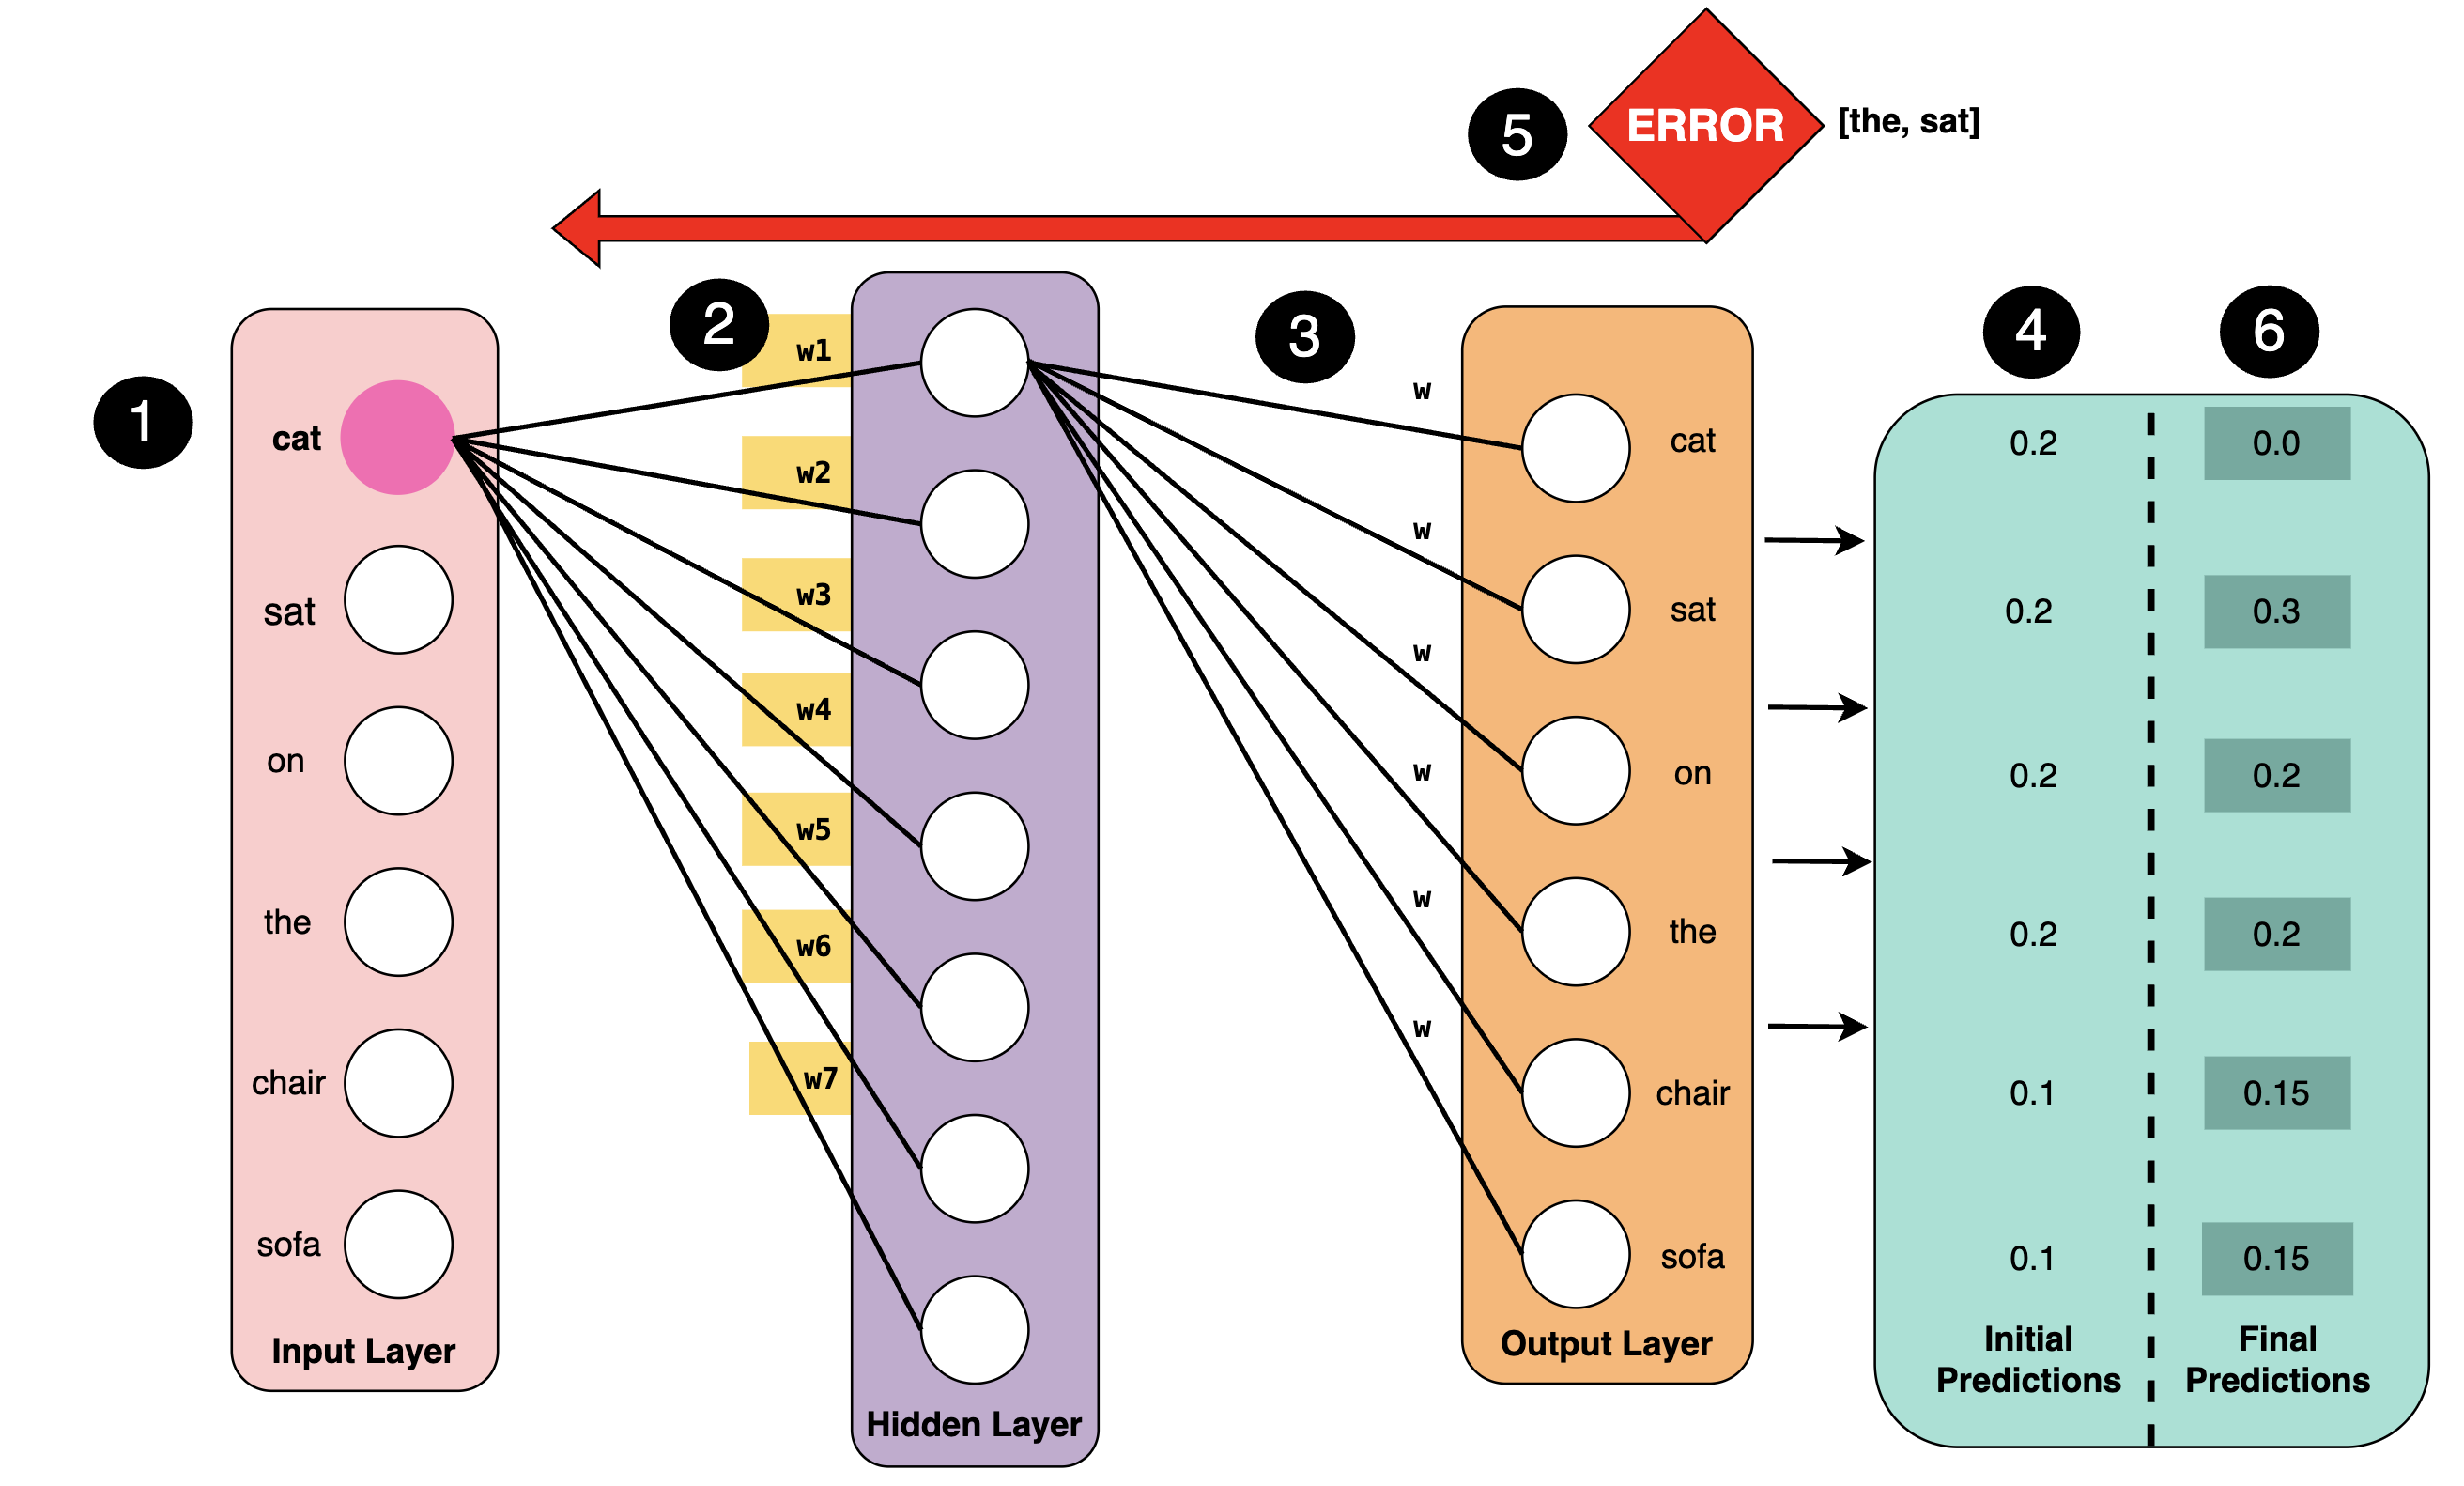 5
ERROR
[the, sat]
1
cat
sat
on
the
chair
sofa
Input Layer
2
w1
w2
w3
w4
w5
w6
w7
Hidden Layer
3
w
w
w
w
w
w
cat
sat
on
the
chair
sofa
Output Layer
4
6
0.2
0.0
0.2
0.3
0.2
0.2
0.2
0.2
0.1
0.15
0.1
0.15
Initial
Predictions
Final
Predictions